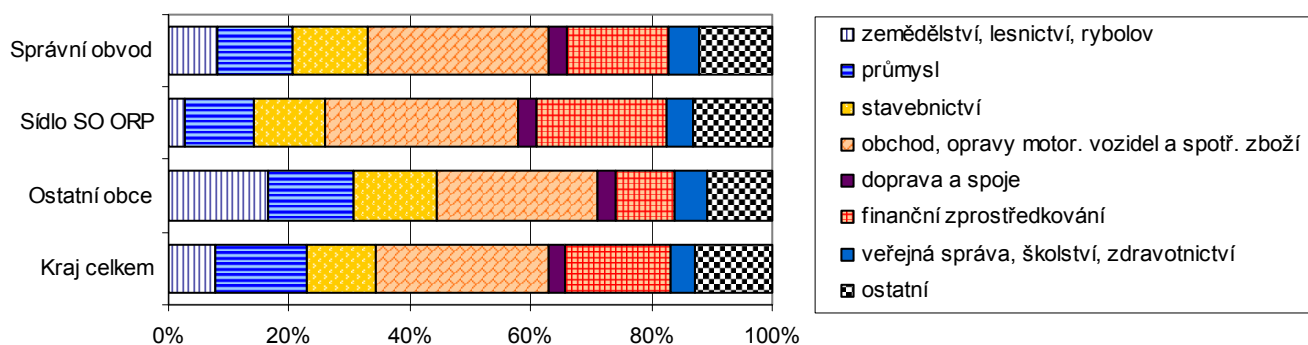 Správní obvod
Sídlo SO ORP
Ostatní obce
Kraj celkem
0% 20% 40% 60% 80% 100%
zemědělství, lesnictví, rybolov
průmysl
stavebnictví
obchod, opravy motor. vozidel a spotř. zboží
doprava a spoje
finanční zprostředkování
veřejná správa, školství, zdravotnictví
ostatní